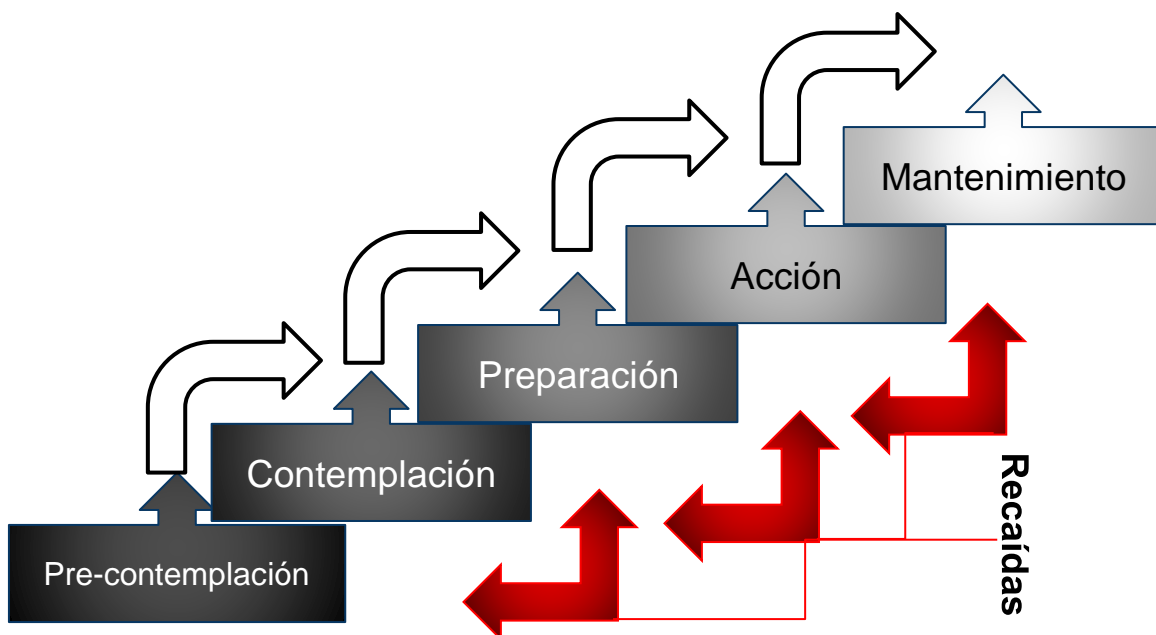 Mantenimiento
Acción
Preparación
Contemplación
Pre-contemplación
Recaídas